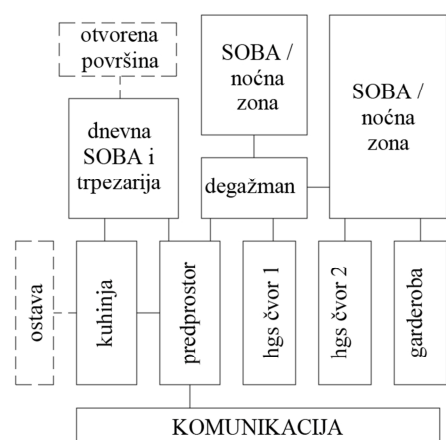 otvorena
površina
SOBA /
noćna
zona
SOBA /
noćna
zona
dnevna
SOBA i
trpezarija
degažman
ostava
kuhinja
predprostor
hgs čvor 1
hgs čvor 2
garderoba
KOMUNIKACIJA